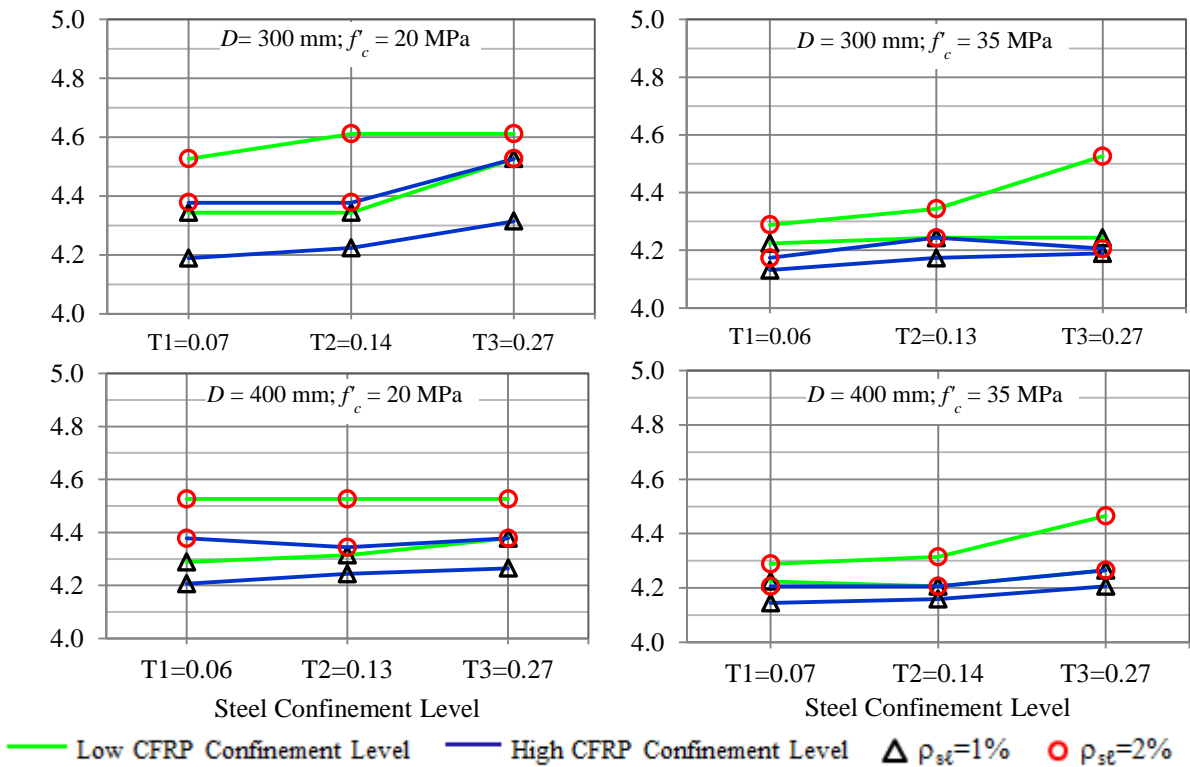 D= 300 mm; f'c = 20 MPa
5.0
4.8
4.6
4.4
4.2
4.0
T1=0.07 T2=0.14 T3=0.27
D = 300 mm; f'c = 35 MPa
5.0
4.8
4.6
4.4
4.2
4.0
T1=0.06 T2=0.13 T3=0.27
D = 400 mm; f'c = 20 MPa
5.0
4.8
4.6
4.4
4.2
4.0
T1=0.06 T2=0.13 T3=0.27
Steel Confinement Level
D = 400 mm; f'c = 35 MPa
5.0
4.8
4.6
4.4
4.2
4.0
T1=0.07 T2=0.14 T3=0.27
Steel Confinement Level
Low CFRP Confinement Level High CFRP Confinement Level ρsℓ=1% ρsℓ=2%